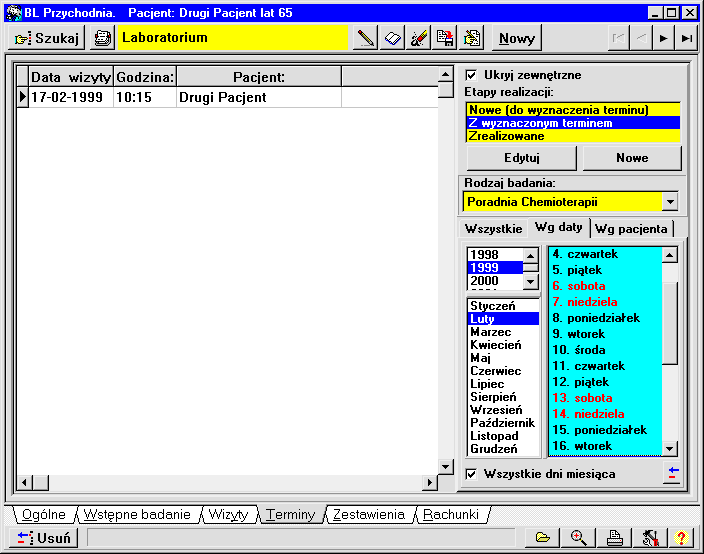 BL Przychodnia.   Pacjent: Drugi Pacjent lat 65
Szukaj
Laboratorium
Nowy
Data wizyty Godzina: Pacjent:
17-02-1999 10:15 Drugi Pacjent
Ukryj zewnętrzne
Etapy realizacji:
Nowe (do wyznaczenia terminu)
Z wyznaczonym terminem
Zrealizowane
Edytuj Nowe
Rodzaj badania:
Poradnia Chemioterapii
Wszystkie Wg daty Wg pacjenta
1998
1999
2000
Styczeń
Luty
Marzec
Kwiecień
Maj
Czerwiec
Lipiec
Sierpień
Wrzesień
Październik
Listopad
Grudzeń
4. czwartek
5. piątek
6. sobota
7. niedziela
8. poniedziałek
9. wtorek
10. środa
11. czwartek
12. piątek
13. sobota
14. niedziela
15. poniedziałek
16. wtorek
Wszystkie dni miesiąca
Ogólne Wstępne badanie Wizyty Terminy Zestawienia Rachunki
Usuń